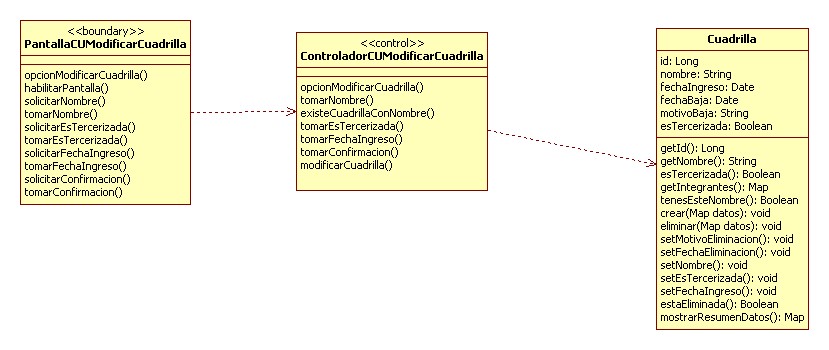 <<boundary>>
PantallaCUModificarCuadrilla
opcionModificarCuadrilla()
habilitarPantalla()
solicitarNombre()
tomarNombre()
solicitarEsTercerizada()
tomarEsTercerizada()
solicitarFechaIngreso()
tomarFechaIngreso()
solicitarConfirmacion()
tomarConfirmacion()
<<control>>
ControladorCUModificarCuadrilla
opcionModificarCuadrilla()
tomarNombre()
existeCuadrillaConNombre()
tomarEsTercerizada()
tomarFechaIngreso()
tomarConfirmacion()
modificarCuadrilla()
Cuadrilla
id: Long
nombre: String
fechaIngreso: Date
fechaBaja: Date
motivoBaja: String
esTercerizada: Boolean
getId(): Long
getNombre(): String
esTercerizada(): Boolean
getIntegrantes(): Map
tenesEsteNombre(): Boolean
crear(Map datos): void
eliminar(Map datos): void
setMotivoEliminacion(): void
setFechaEliminacion(): void
setNombre(): void
setEsTercerizada(): void
setFechaIngreso(): void
estaEliminada(): Boolean
mostrarResumenDatos(): Map